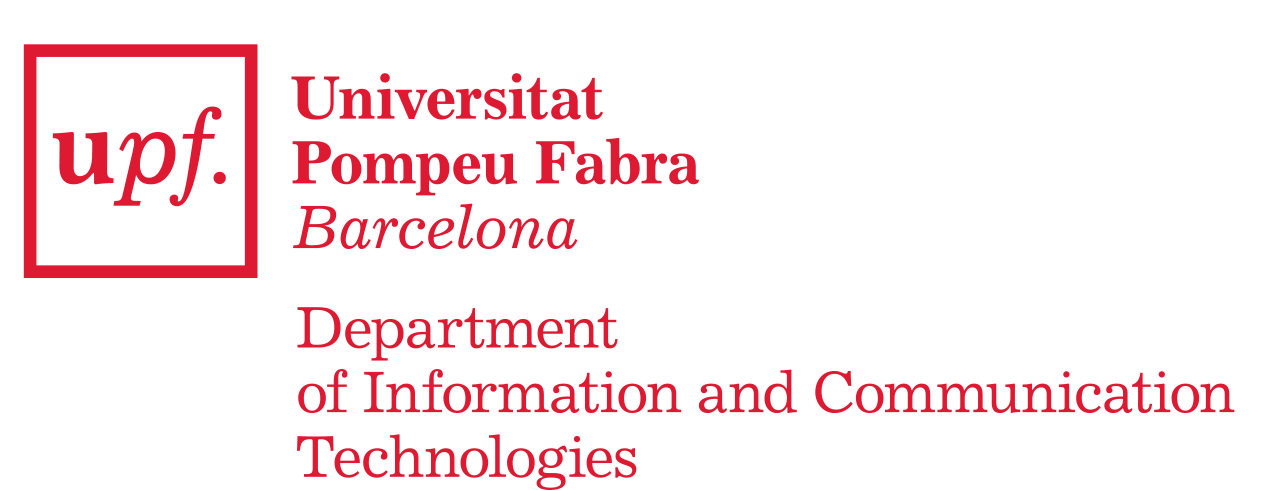 upf.
Universitat
Pompeu Fabra
Barcelona
Department
of Information and Communication
Technologies